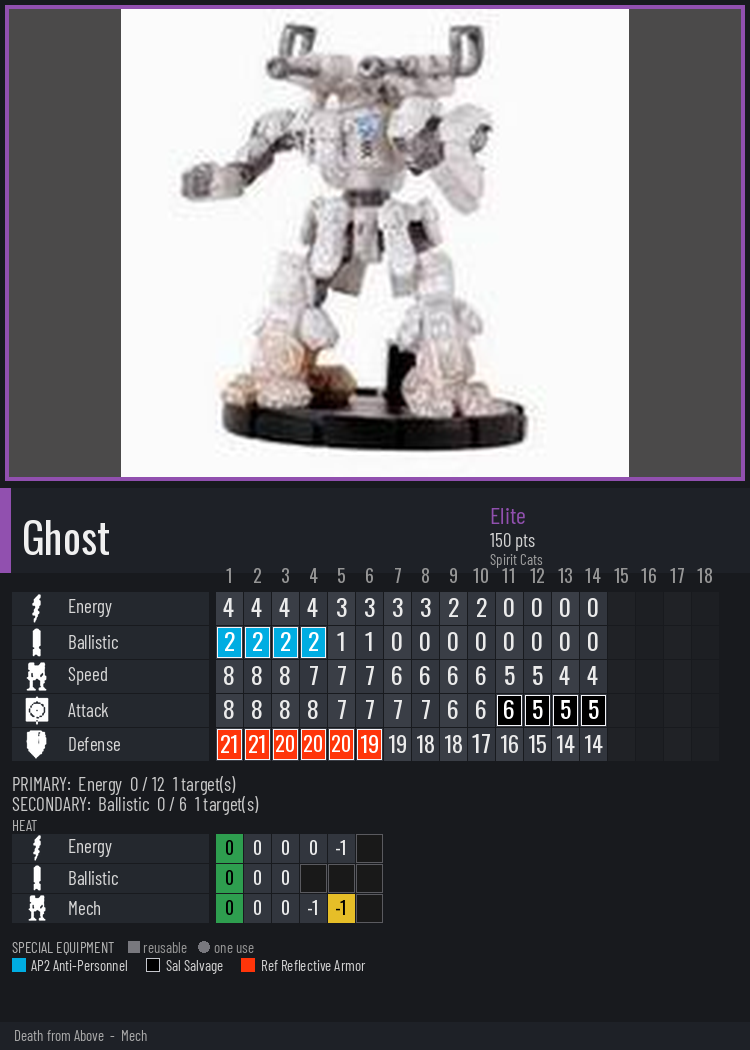 Ghost
Elite
150 pts
Spirit Cats
1 2 3 4 5 6 7 8 9 10 11 12 13 14 15 16 17 18
Energy 4 4 4 4 3 3 3 3 2 2 0 0 0 0
Ballistic 2 2 2 2 1 1 0 0 0 0 0 0 0 0
Speed 8 8 8 7 7 7 6 6 6 6 5 5 4 4
Attack 8 8 8 8 7 7 7 7 6 6 6 5 5 5
Defense 21 21 20 20 20 19 19 18 18 17 16 15 14 14
PRIMARY: Energy 0 / 12 1 target(s)
SECONDARY: Ballistic 0 / 6 1 target(s)
HEAT
Energy 0 0 0 0 -1
Ballistic 0 0 0
Mech 0 0 0 -1 -1
SPECIAL EQUIPMENT reusable one use
AP2 Anti-Personnel Sal Salvage Ref Reflective Armor
Death from Above - Mech